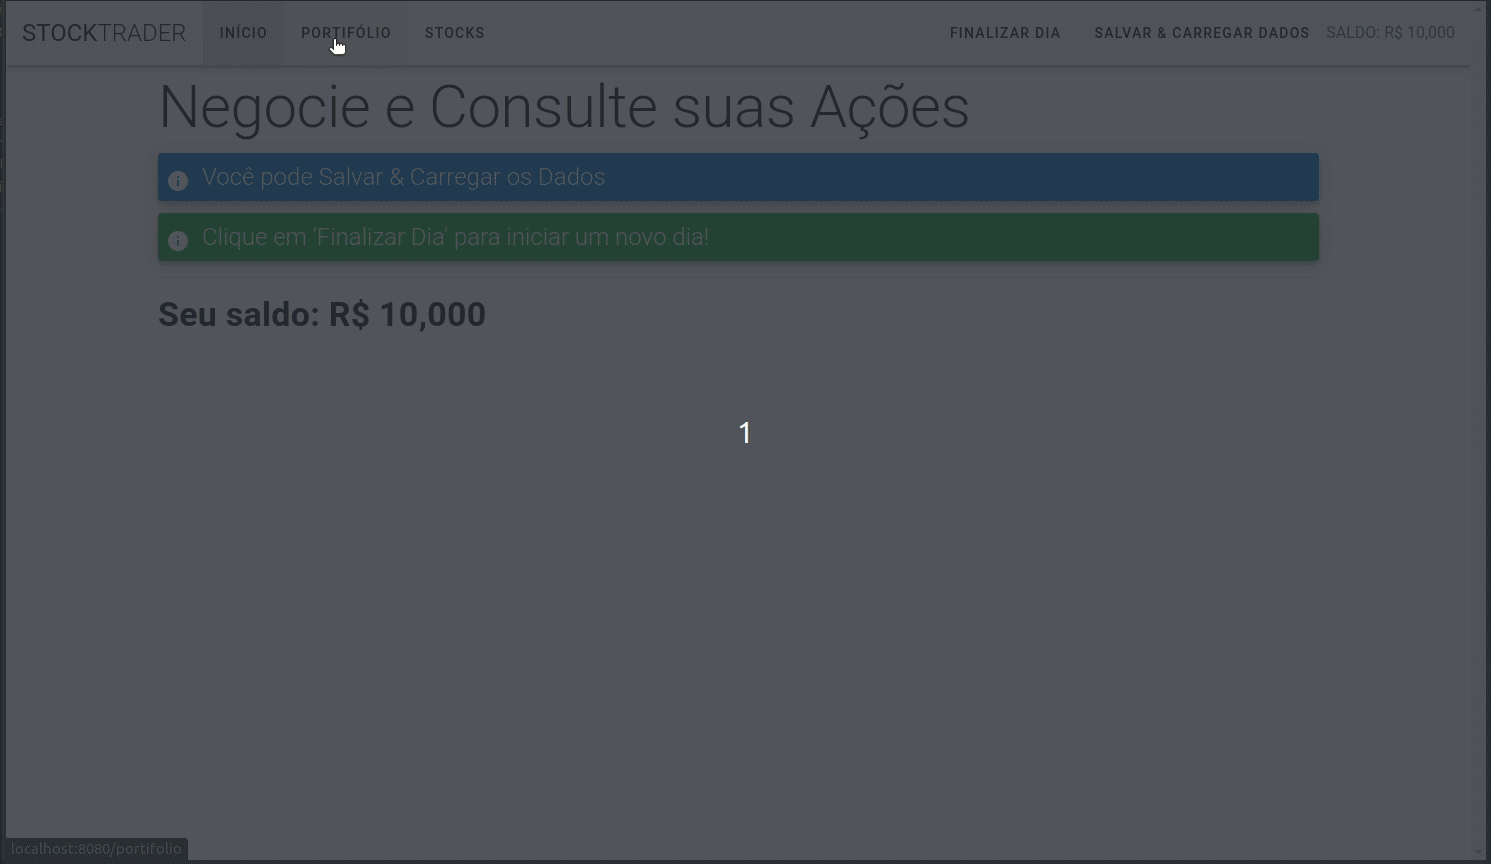 STOCKTRADER INÍCIO PORTIFÓLIO STOCKS FINALIZAR DIA SALVAR & CARREGAR DADOS SALDO: R$ 10,000
Negocie e Consulte suas Ações
Você pode Salvar & Carregar os Dados
Clique em 'Finalizar Dia' para iniciar um novo dia!
Seu saldo: R$ 10,000
1
localhost:8080/portifolio